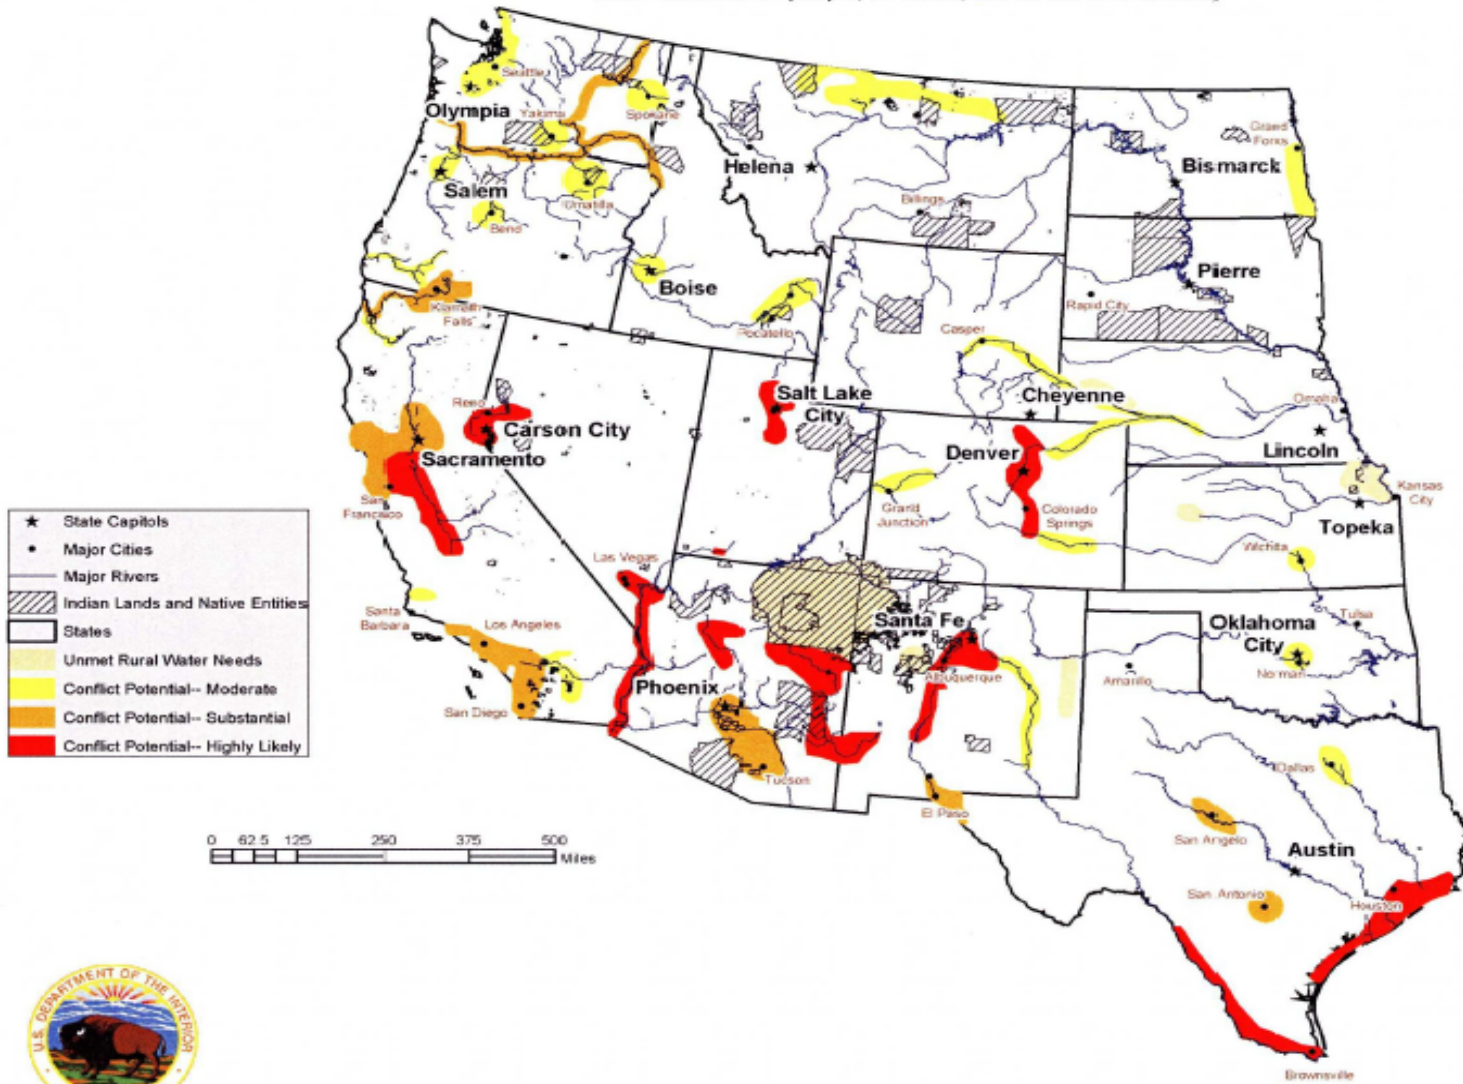 Seattle
Olympia
Yakima
Spokane
Grand
Forks
Helena
Bismarck
Salem
Umatilla
Bend
Billings
Boise
Pierre
Rapid City
Klamath
Falls
Pocatello
Casper
Salt Lake
City
Cheyenne
Omaha
Reno
Carson City
Sacramento
Denver
Lincoln
San
Francisco
Grand
Junction
Colorado
Springs
Kansas
City
Topeka
Wichita
Las Vegas
Santa
Barbara
Los Angeles
Santa Fe
Oklahoma
City
Tulsa
Norman
Albuquerque
Amarillo
Phoenix
San Diego
Tucson
El Paso
Dallas
San Angelo
Austin
San Antonio
Houston
Brownsville
State Capitols
Major Cities
Major Rivers
Indian Lands and Native Entities
States
Unmet Rural Water Needs
Conflict Potential-- Moderate
Conflict Potential-- Substantial
Conflict Potential-- Highly Likely
0 62.5 125 250 375 500
Miles
U.S. DEPARTMENT OF THE INTERIOR